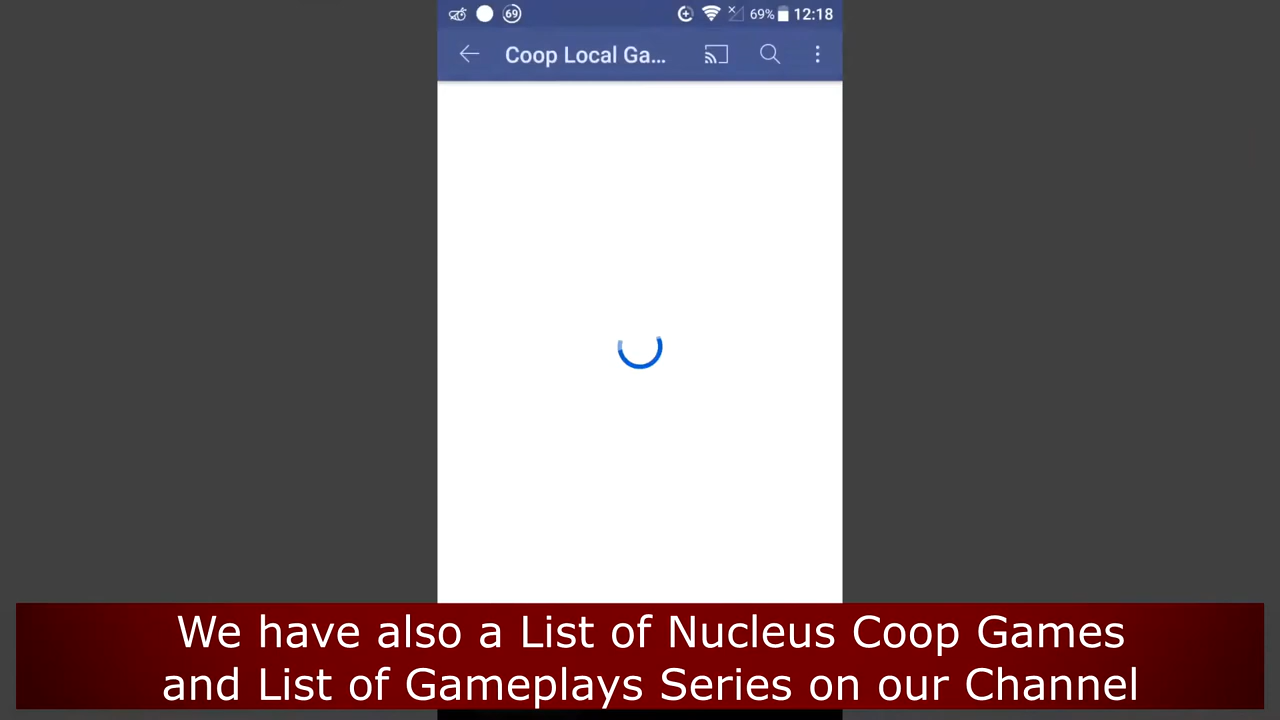 69 69% 12:18
Coop Local Ga...
We have also a List of Nucleus Coop Games
and List of Gameplays Series on our Channel